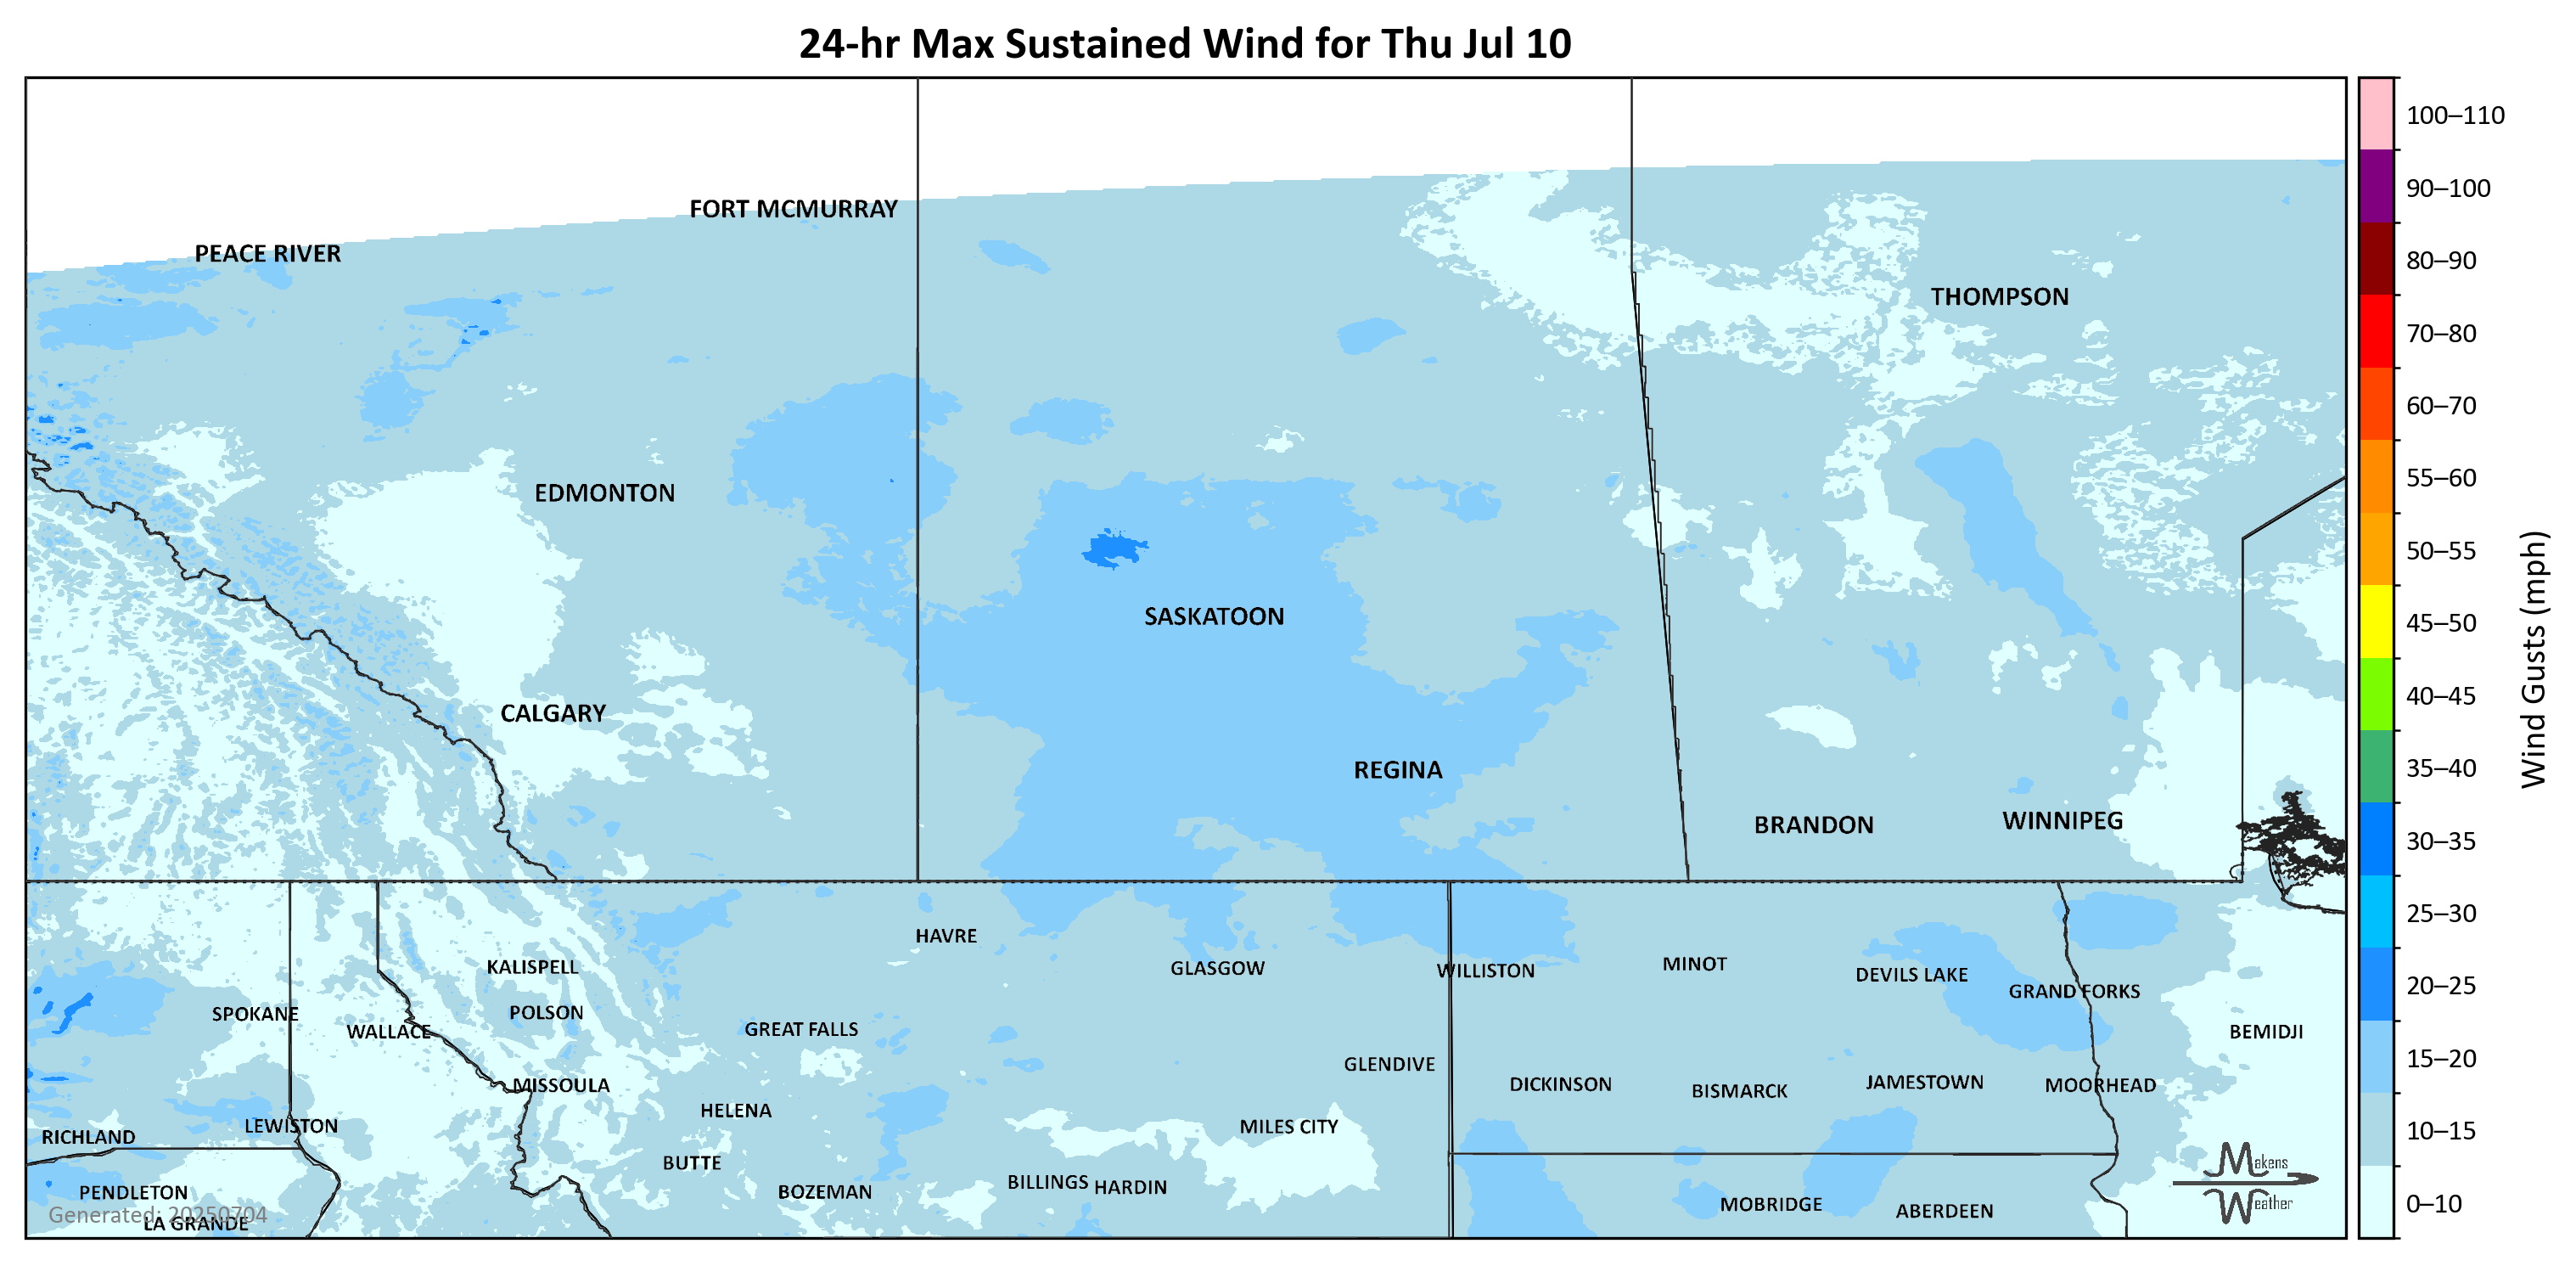 24-hr Max Sustained Wind for Thu Jul 10
FORT MCMURRAY
PEACE RIVER
THOMPSON
EDMONTON
SASKATOON
CALGARY
REGINA
BRANDON
WINNIPEG
HAVRE
KALISPELL
GLASGOW
WILLISTON
MINOT
DEVILS LAKE
GRAND FORKS
SPOKANE
POLSON
WALLACE
GREAT FALLS
BEMIDJI
GLENDIVE
MISSOULA
DICKINSON
BISMARCK
JAMESTOWN
MOORHEAD
HELENA
LEWISTON
MILES CITY
RICHLAND
BUTTE
BOZEMAN
BILLINGS
HARDIN
PENDLETON
MOBRIDGE
ABERDEEN
Generated: 20250704
LA GRANDE
Makens
Weather
100–110
90–100
80–90
70–80
60–70
55–60
50–55
45–50
40–45
35–40
30–35
25–30
20–25
15–20
10–15
0–10
Wind Gusts (mph)